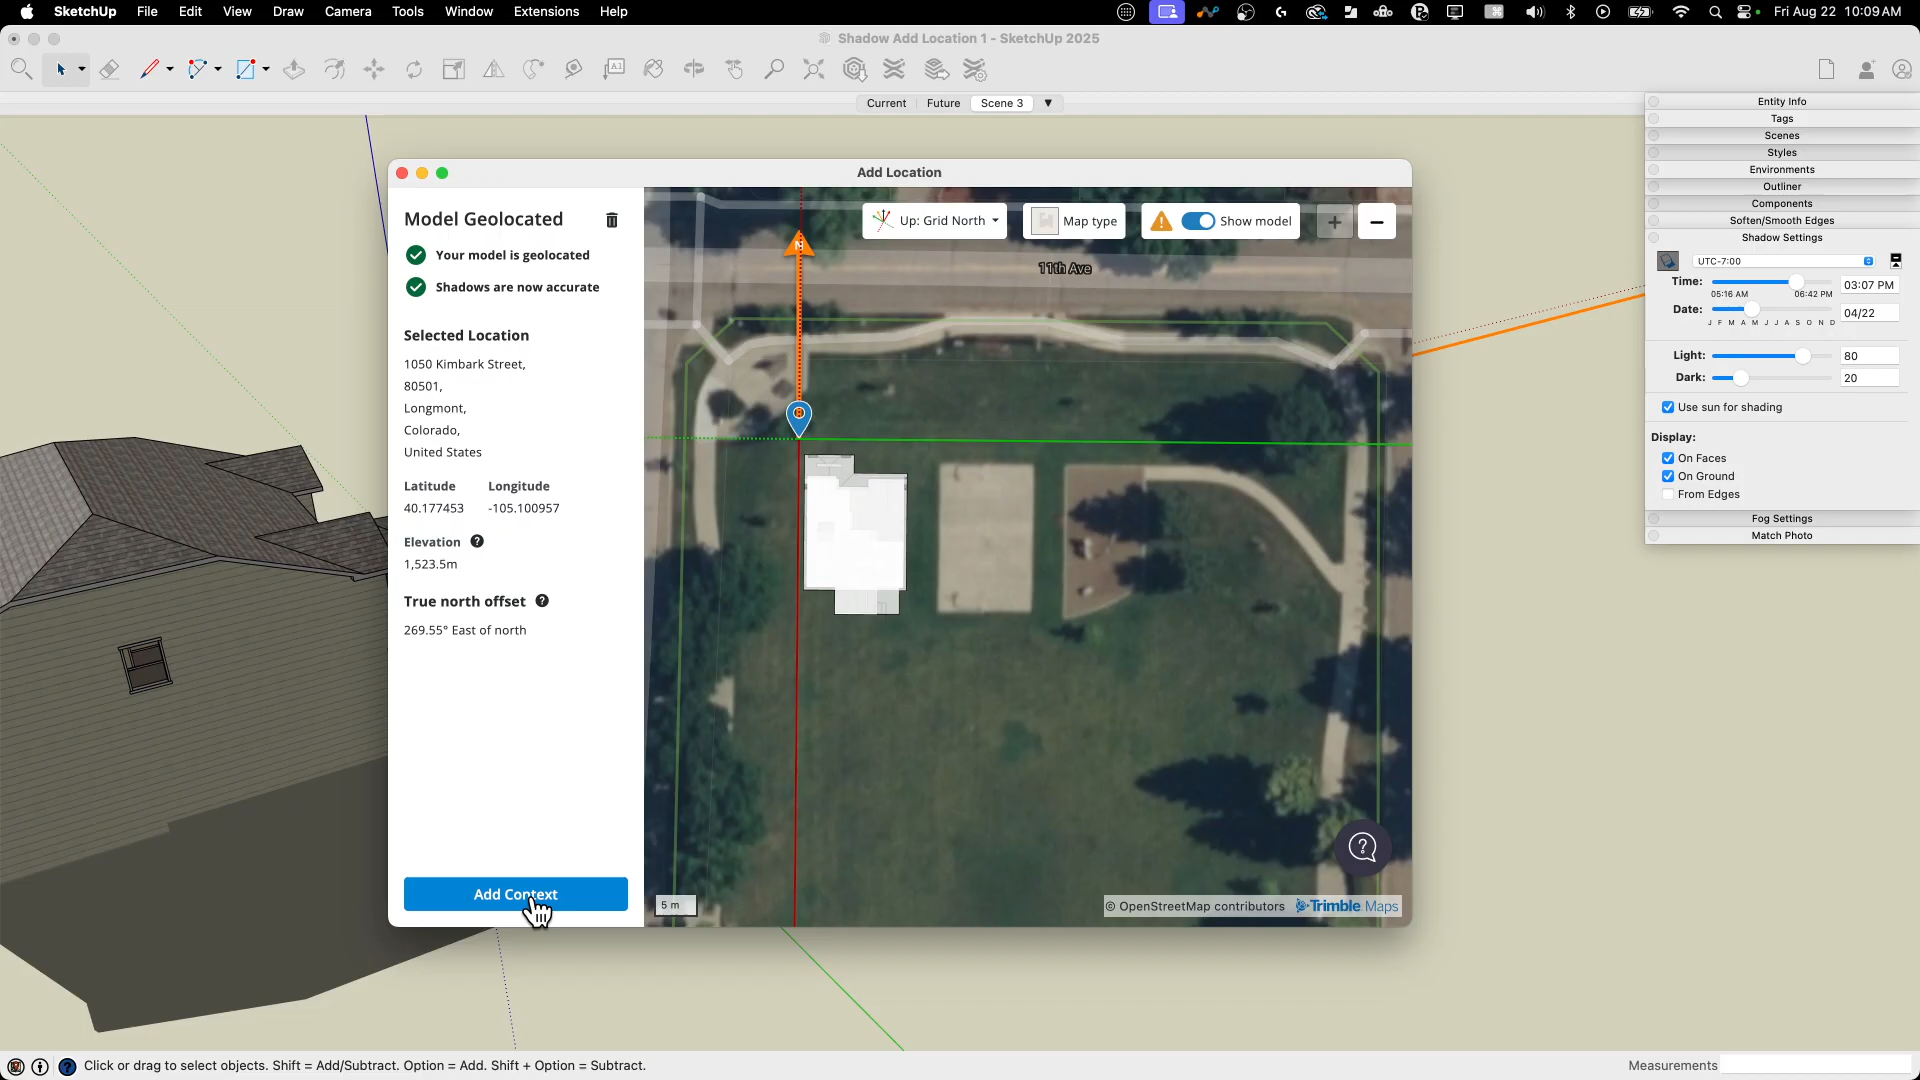 SketchUp File Edit View Draw Camera Tools Window Extensions Help Fri Aug 22 10:09 AM
Shadow Add Location 1 - SketchUp 2025
A1
Current Future Scene 3
Add Location
Model Geolocated
Your model is geolocated
Shadows are now accurate
Selected Location
1050 Kimbark Street,
80501,
Longmont,
Colorado,
United States
Latitude Longitude
40.177453 -105.100957
Elevation ?
1,523.5m
True north offset ?
269.55° East of north
Add Context
Up: Grid North Map type Show model + −
N
11th Ave
5 m
© OpenStreetMap contributors Trimble Maps
?
Entity Info
Tags
Scenes
Styles
Environments
Outliner
Components
Soften/Smooth Edges
Shadow Settings
UTC-7:00
Time: 03:07 PM
05:16 AM 06:42 PM
Date: 04/22
J F M A M J J A S O N D
Light: 80
Dark: 20
Use sun for shading
Display:
On Faces
On Ground
From Edges
Fog Settings
Match Photo
? Click or drag to select objects. Shift = Add/Subtract. Option = Add. Shift + Option = Subtract.
Measurements